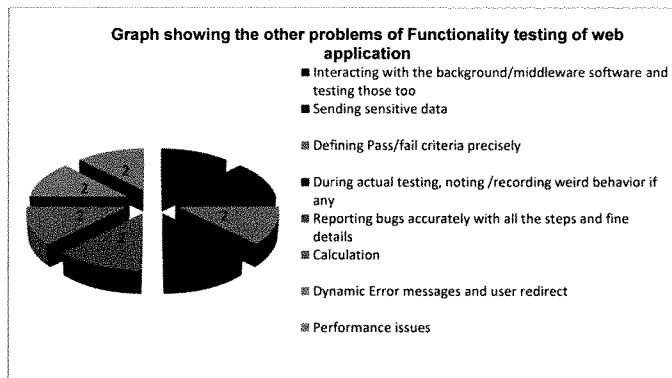 Graph showing the other problems of Functionality testing of web
application
Interacting with the background/middleware software and
testing those too
Sending sensitive data
Defining Pass/fail criteria precisely
During actual testing, noting /recording weird behavior if
any
Reporting bugs accurately with all the steps and fine
details
Calculation
Dynamic Error messages and user redirect
Performance issues
2
2
2
2
2